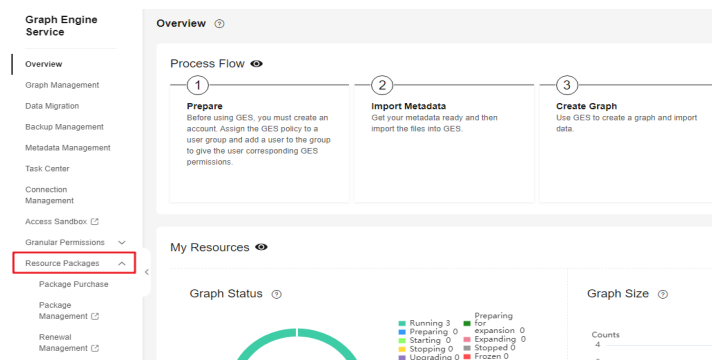 Graph Engine
Service
Overview
Graph Management
Data Migration
Backup Management
Metadata Management
Task Center
Connection
Management
Access Sandbox
Granular Permissions
Resource Packages
Package Purchase
Package
Management
Renewal
Management
Overview
Process Flow
1
Prepare
Before using GES, you must create an
account. Assign the GES policy to a
user group and add a user to the group
to give the user corresponding GES
permissions.
2
Import Metadata
Get your metadata ready and then
import the files into GES.
3
Create Graph
Use GES to create a graph and import
data.
My Resources
Graph Status
Running 3
Preparing 0
Starting 0
Stopping 0
Upgrading 0
Preparing
for
expansion 0
Expanding 0
Stopped 0
Frozen 0
Graph Size
Counts
4